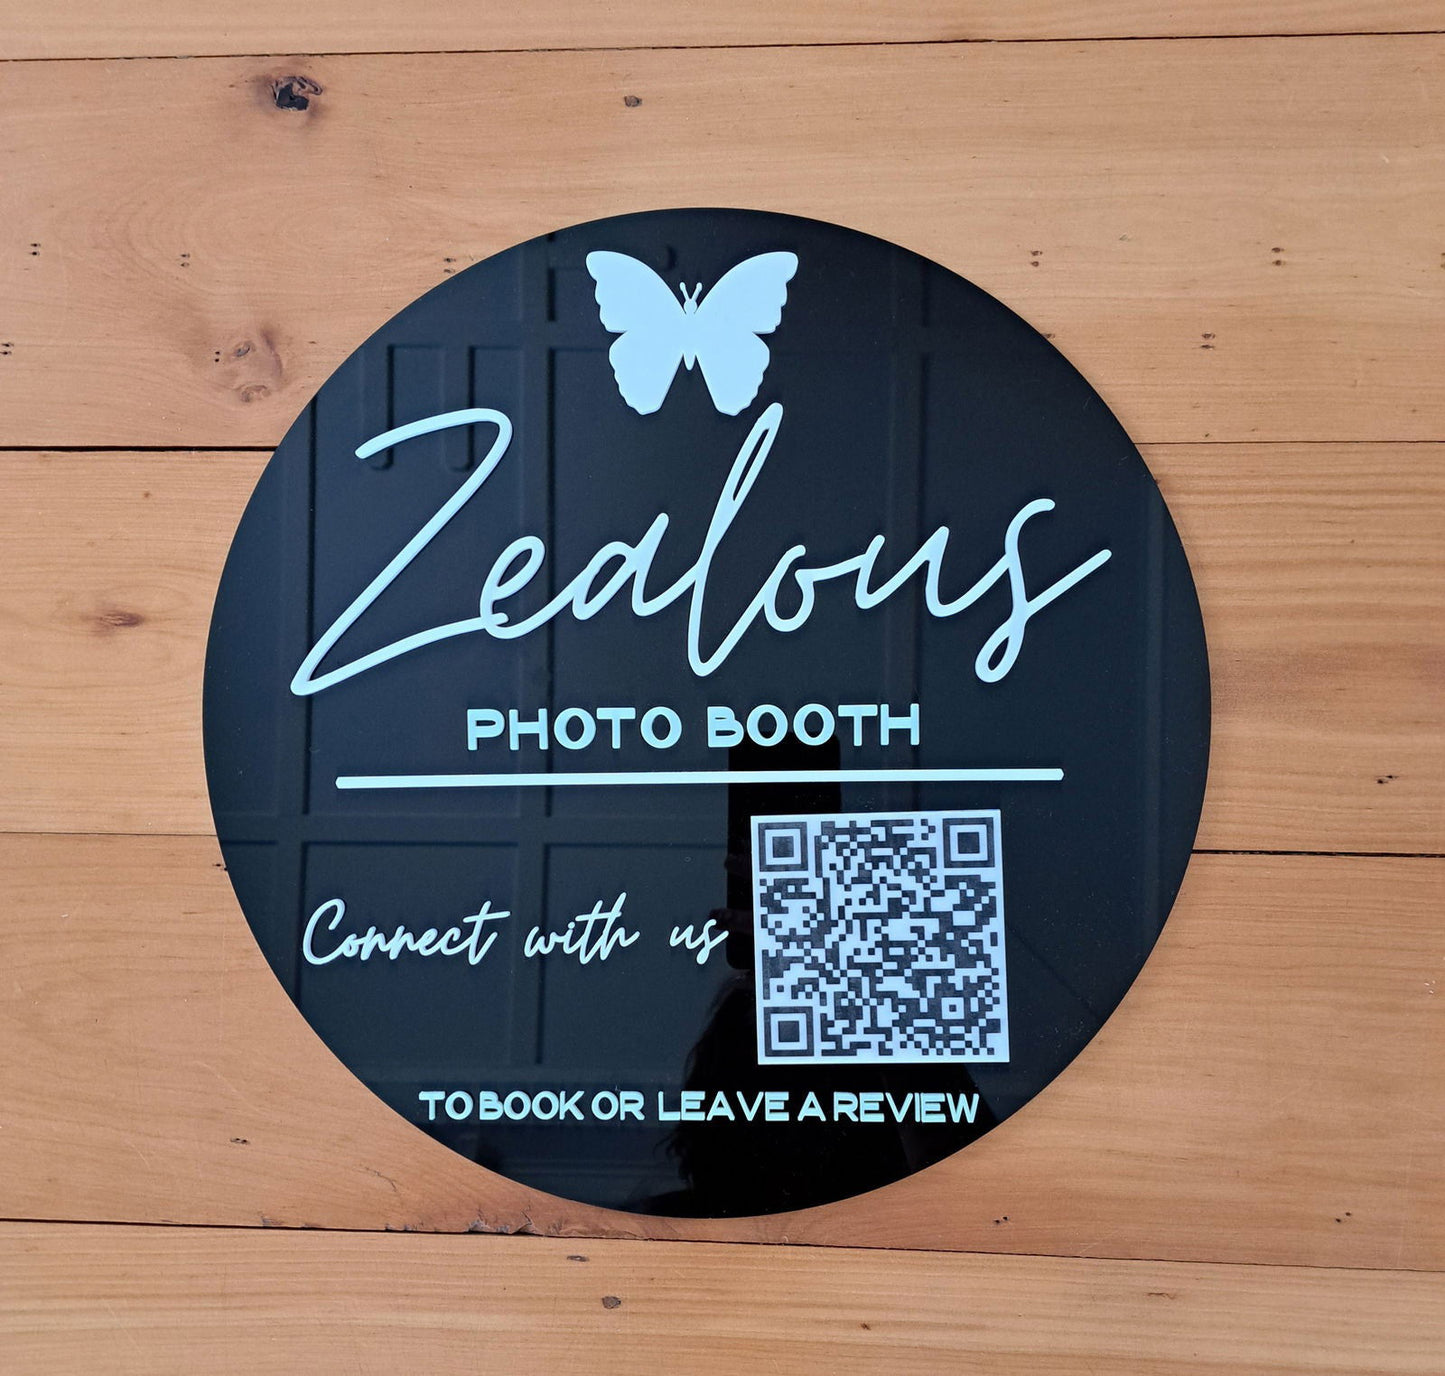 Zealous
PHOTO BOOTH
Connect with us
TO BOOK OR LEAVE A REVIEW